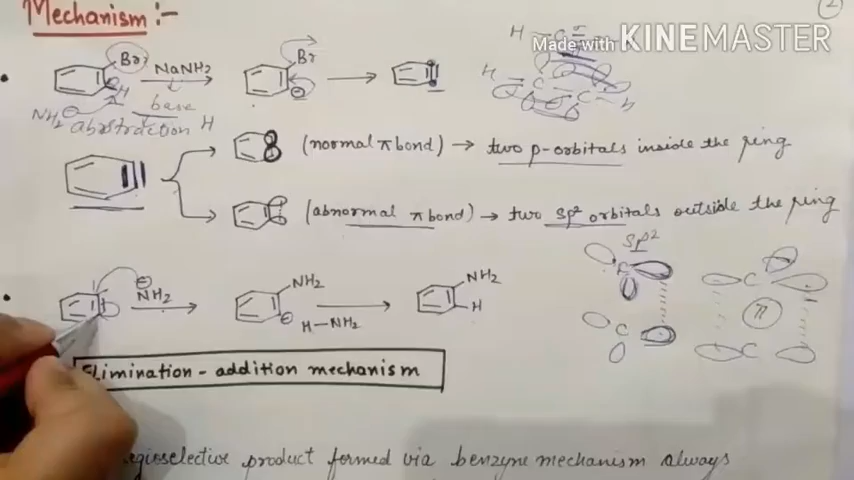 Mechanism :-
2
Made with KINEMASTER
Br
NaNH2
Br
H
NH2 ⊖
base
abstraction H
H C
H C C H
(normal π bond) → two p-orbitals inside the ring
(abnormal π bond) → two sp² orbitals outside the ring
sp²
C
C
C
π
C
⊖
NH2
NH2
⊖ H-NH2
NH2
H
Elimination - addition mechanism
egioselective product formed via benzyne mechanism always